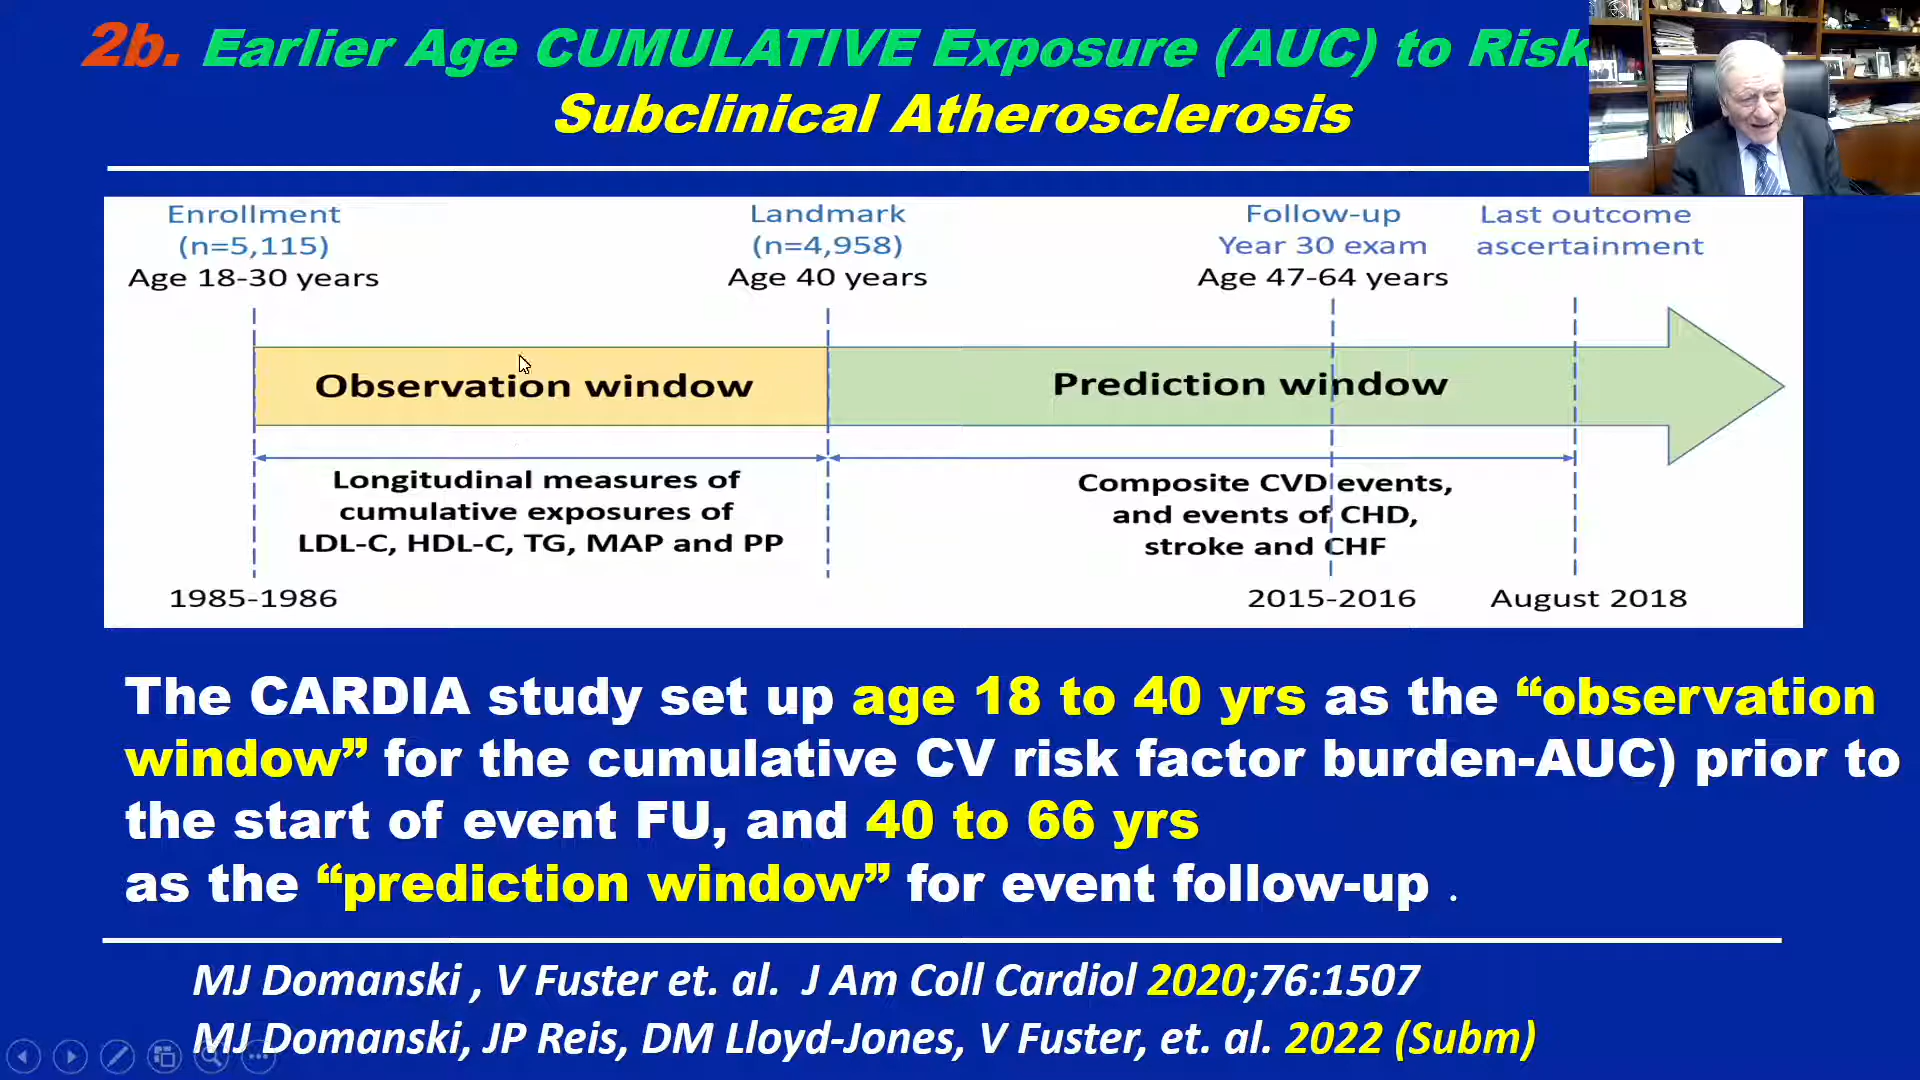 2b. Earlier Age CUMULATIVE Exposure (AUC) to Risk
Subclinical Atherosclerosis
Enrollment
(n=5,115)
Age 18-30 years
Landmark
(n=4,958)
Age 40 years
Follow-up
Year 30 exam
Age 47-64 years
Last outcome
ascertainment
Observation window
Prediction window
Longitudinal measures of
cumulative exposures of
LDL-C, HDL-C, TG, MAP and PP
Composite CVD events,
and events of CHD,
stroke and CHF
1985-1986
2015-2016
August 2018
The CARDIA study set up age 18 to 40 yrs as the “observation
window” for the cumulative CV risk factor burden-AUC) prior to
the start of event FU, and 40 to 66 yrs
as the “prediction window” for event follow-up .
MJ Domanski , V Fuster et. al. J Am Coll Cardiol 2020;76:1507
MJ Domanski, JP Reis, DM Lloyd-Jones, V Fuster, et. al. 2022 (Subm)